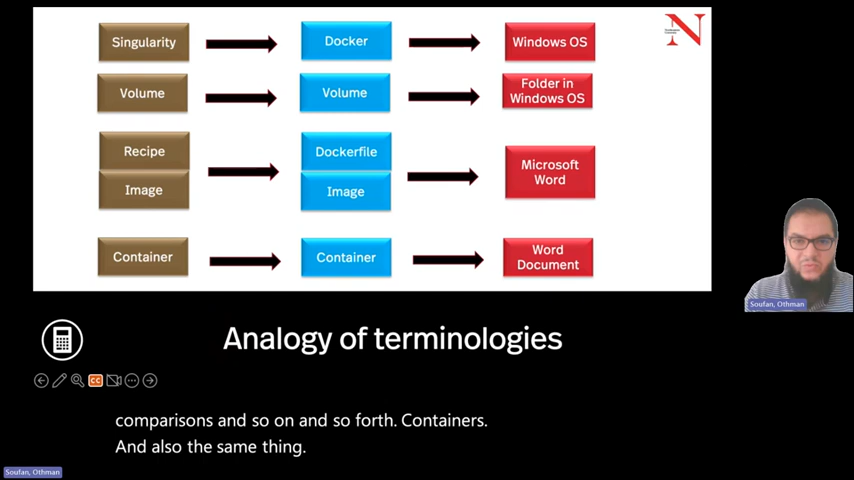 Singularity
Docker
Windows OS
N
Volume
Volume
Folder in
Windows OS
Recipe
Dockerfile
Microsoft
Word
Image
Image
Container
Container
Word
Document
Soufan, Othman
Analogy of terminologies
CC
comparisons and so on and so forth. Containers.
And also the same thing.
Soufan, Othman